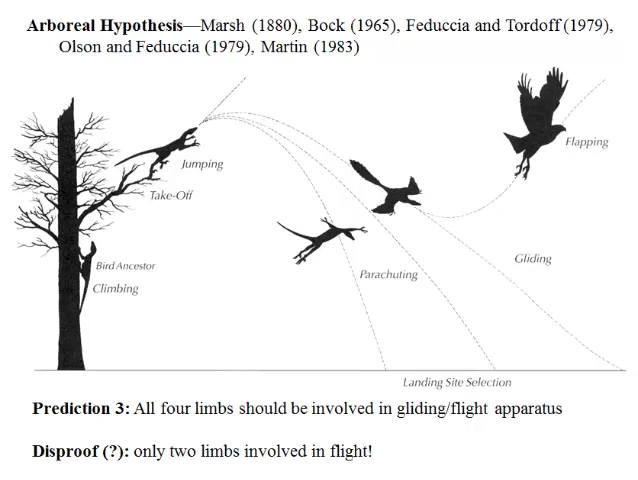 Arboreal Hypothesis—Marsh (1880), Bock (1965), Feduccia and Tordoff (1979),
Olson and Feduccia (1979), Martin (1983)
Jumping
Flapping
Take-Off
Bird Ancestor
Climbing
Gliding
Parachuting
Landing Site Selection
Prediction 3: All four limbs should be involved in gliding/flight apparatus
Disproof (?): only two limbs involved in flight!